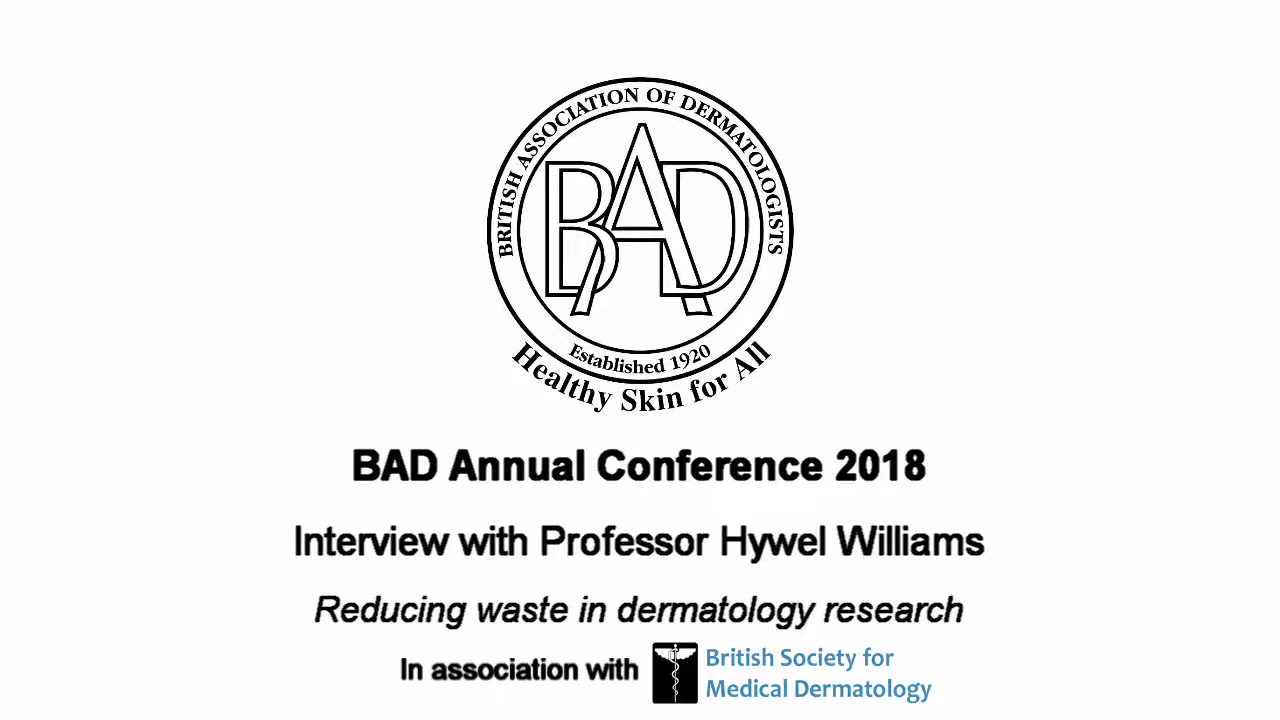 BRITISH ASSOCIATION OF DERMATOLOGISTS
BAD
Established 1920
Healthy Skin for All
BAD Annual Conference 2018
Interview with Professor Hywel Williams
Reducing waste in dermatology research
In association with
British Society for
Medical Dermatology